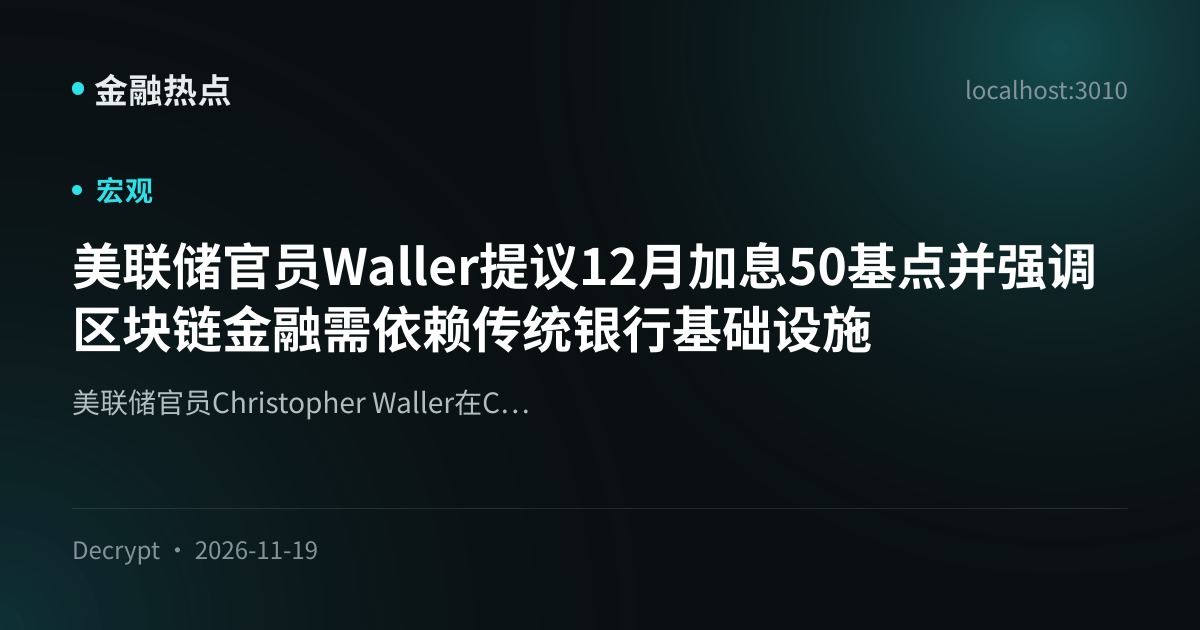 金融热点
localhost:3010
宏观
美联储官员Waller提议12月加息50基点并强调
区块链金融需依赖传统银行基础设施
美联储官员Christopher Waller在C…
Decrypt · 2026-11-19